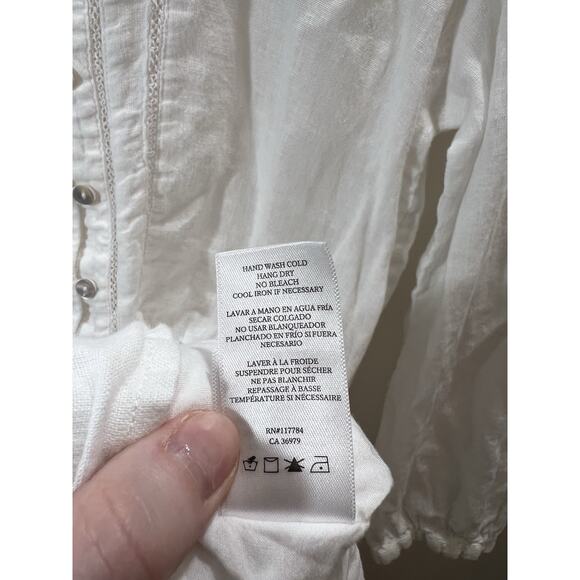 HAND WASH COLD
HANG DRY
NO BLEACH
COOL IRON IF NECESSARY
LAVAR A MANO EN AGUA FRÍA
SECAR COLGADO
NO USAR BLANQUEADOR
PLANCHADO EN FRÍO SI FUERA
NECESARIO
LAVER À LA FROIDE
SUSPENDRE POUR SÉCHER
NE PAS BLANCHIR
REPASSAGE À BASSE
TEMPÉRATURE SI NÉCESSAIRE
RN#117784
CA 36979